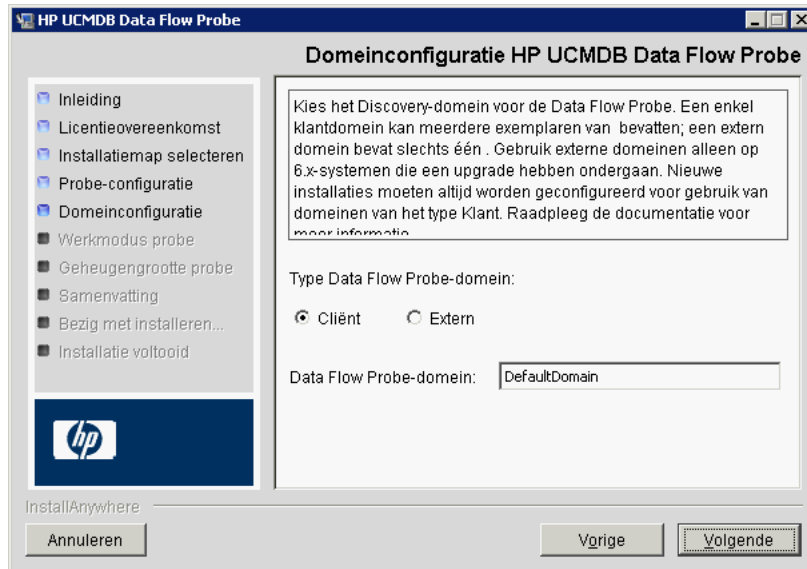 HP UCMDB Data Flow Probe
Domeinconfiguratie HP UCMDB Data Flow Probe
Inleiding
Licentieovereenkomst
Installatiemap selecteren
Probe-configuratie
Domeinconfiguratie
Werkmodus probe
Geheugengrootte probe
Samenvatting
Bezig met installeren...
Installatie voltooid
hp
Kies het Discovery-domein voor de Data Flow Probe. Een enkel
klantdomein kan meerdere exemplaren van bevatten; een extern
domein bevat slechts één . Gebruik externe domeinen alleen op
6.x-systemen die een upgrade hebben ondergaan. Nieuwe
installaties moeten altijd worden geconfigureerd voor gebruik van
domeinen van het type Klant. Raadpleeg de documentatie voor
meer informatie.
Type Data Flow Probe-domein:
Cliënt Extern
Data Flow Probe-domein: DefaultDomain
InstallAnywhere
Annuleren Vorige Volgende